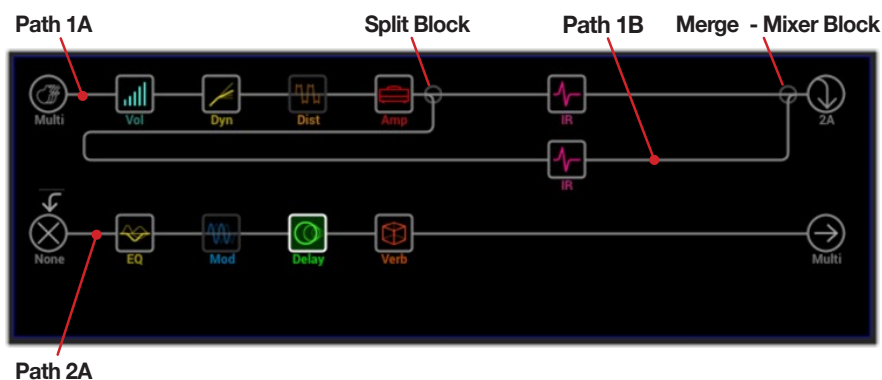 Path 1A Split Block Path 1B Merge - Mixer Block
Multi Vol Dyn Dist Amp IR 2A
IR
None EQ Mod Delay Verb Multi
Path 2A